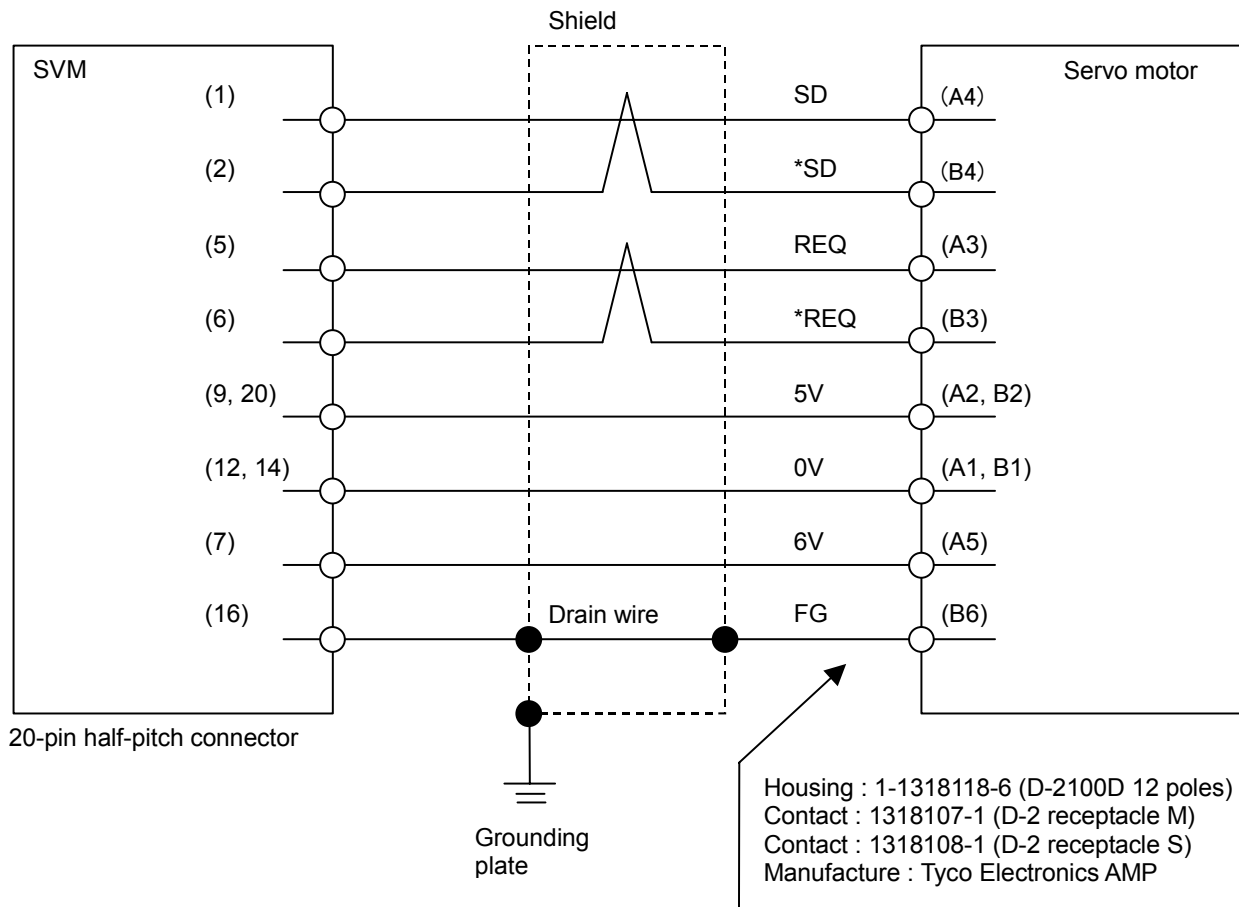 Shield
SVM
Servo motor
(1) SD (A4)
(2) *SD (B4)
(5) REQ (A3)
(6) *REQ (B3)
(9, 20) 5V (A2, B2)
(12, 14) 0V (A1, B1)
(7) 6V (A5)
(16) Drain wire FG (B6)
20-pin half-pitch connector
Grounding
plate
Housing : 1-1318118-6 (D-2100D 12 poles)
Contact : 1318107-1 (D-2 receptacle M)
Contact : 1318108-1 (D-2 receptacle S)
Manufacture : Tyco Electronics AMP